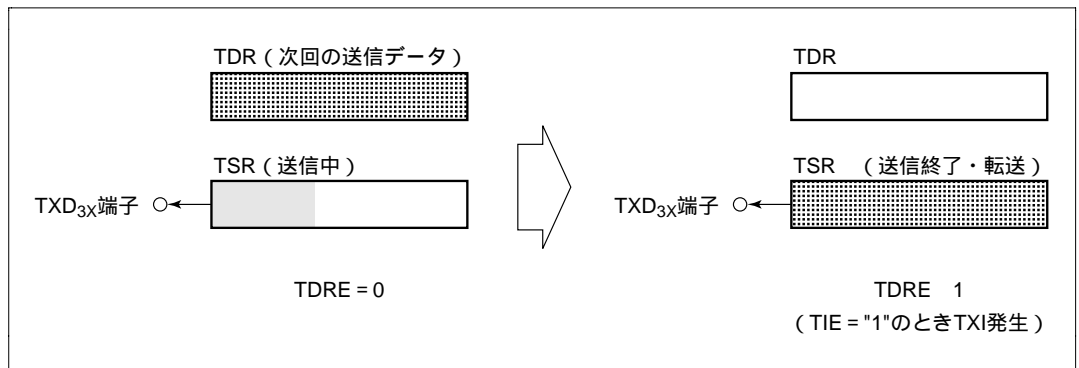 TDR(次回の送信データ)
TSR(送信中)
TXD3X端子
TDRE = 0
TDR
TSR (送信終了・転送)
TXD3X端子
TDRE 1
(TIE = "1"のときTXI発生)